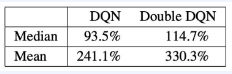 DQN Double DQN
Median 93.5% 114.7%
Mean 241.1% 330.3%